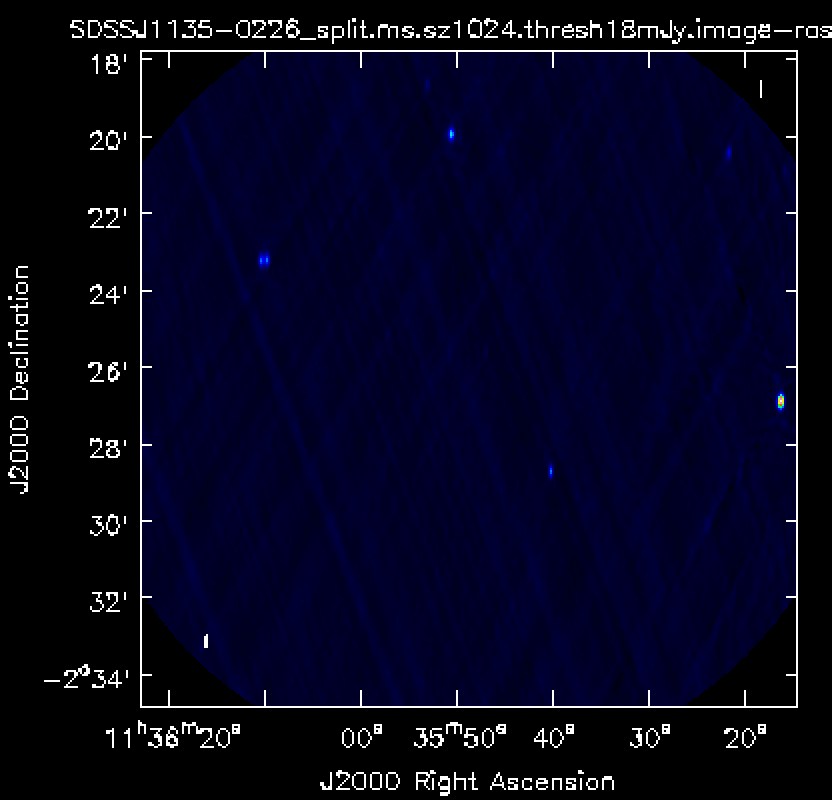 SDSSJ1135-0226_split.ms.sz1024.thresh18mJy.image-ras
18'
20'
22'
24'
26'
28'
30'
32'
-2°34'
J2000 Declination
11ʰ36ᵐ20ˢ 00ˢ 35ᵐ50ˢ 40ˢ 30ˢ 20ˢ
J2000 Right Ascension